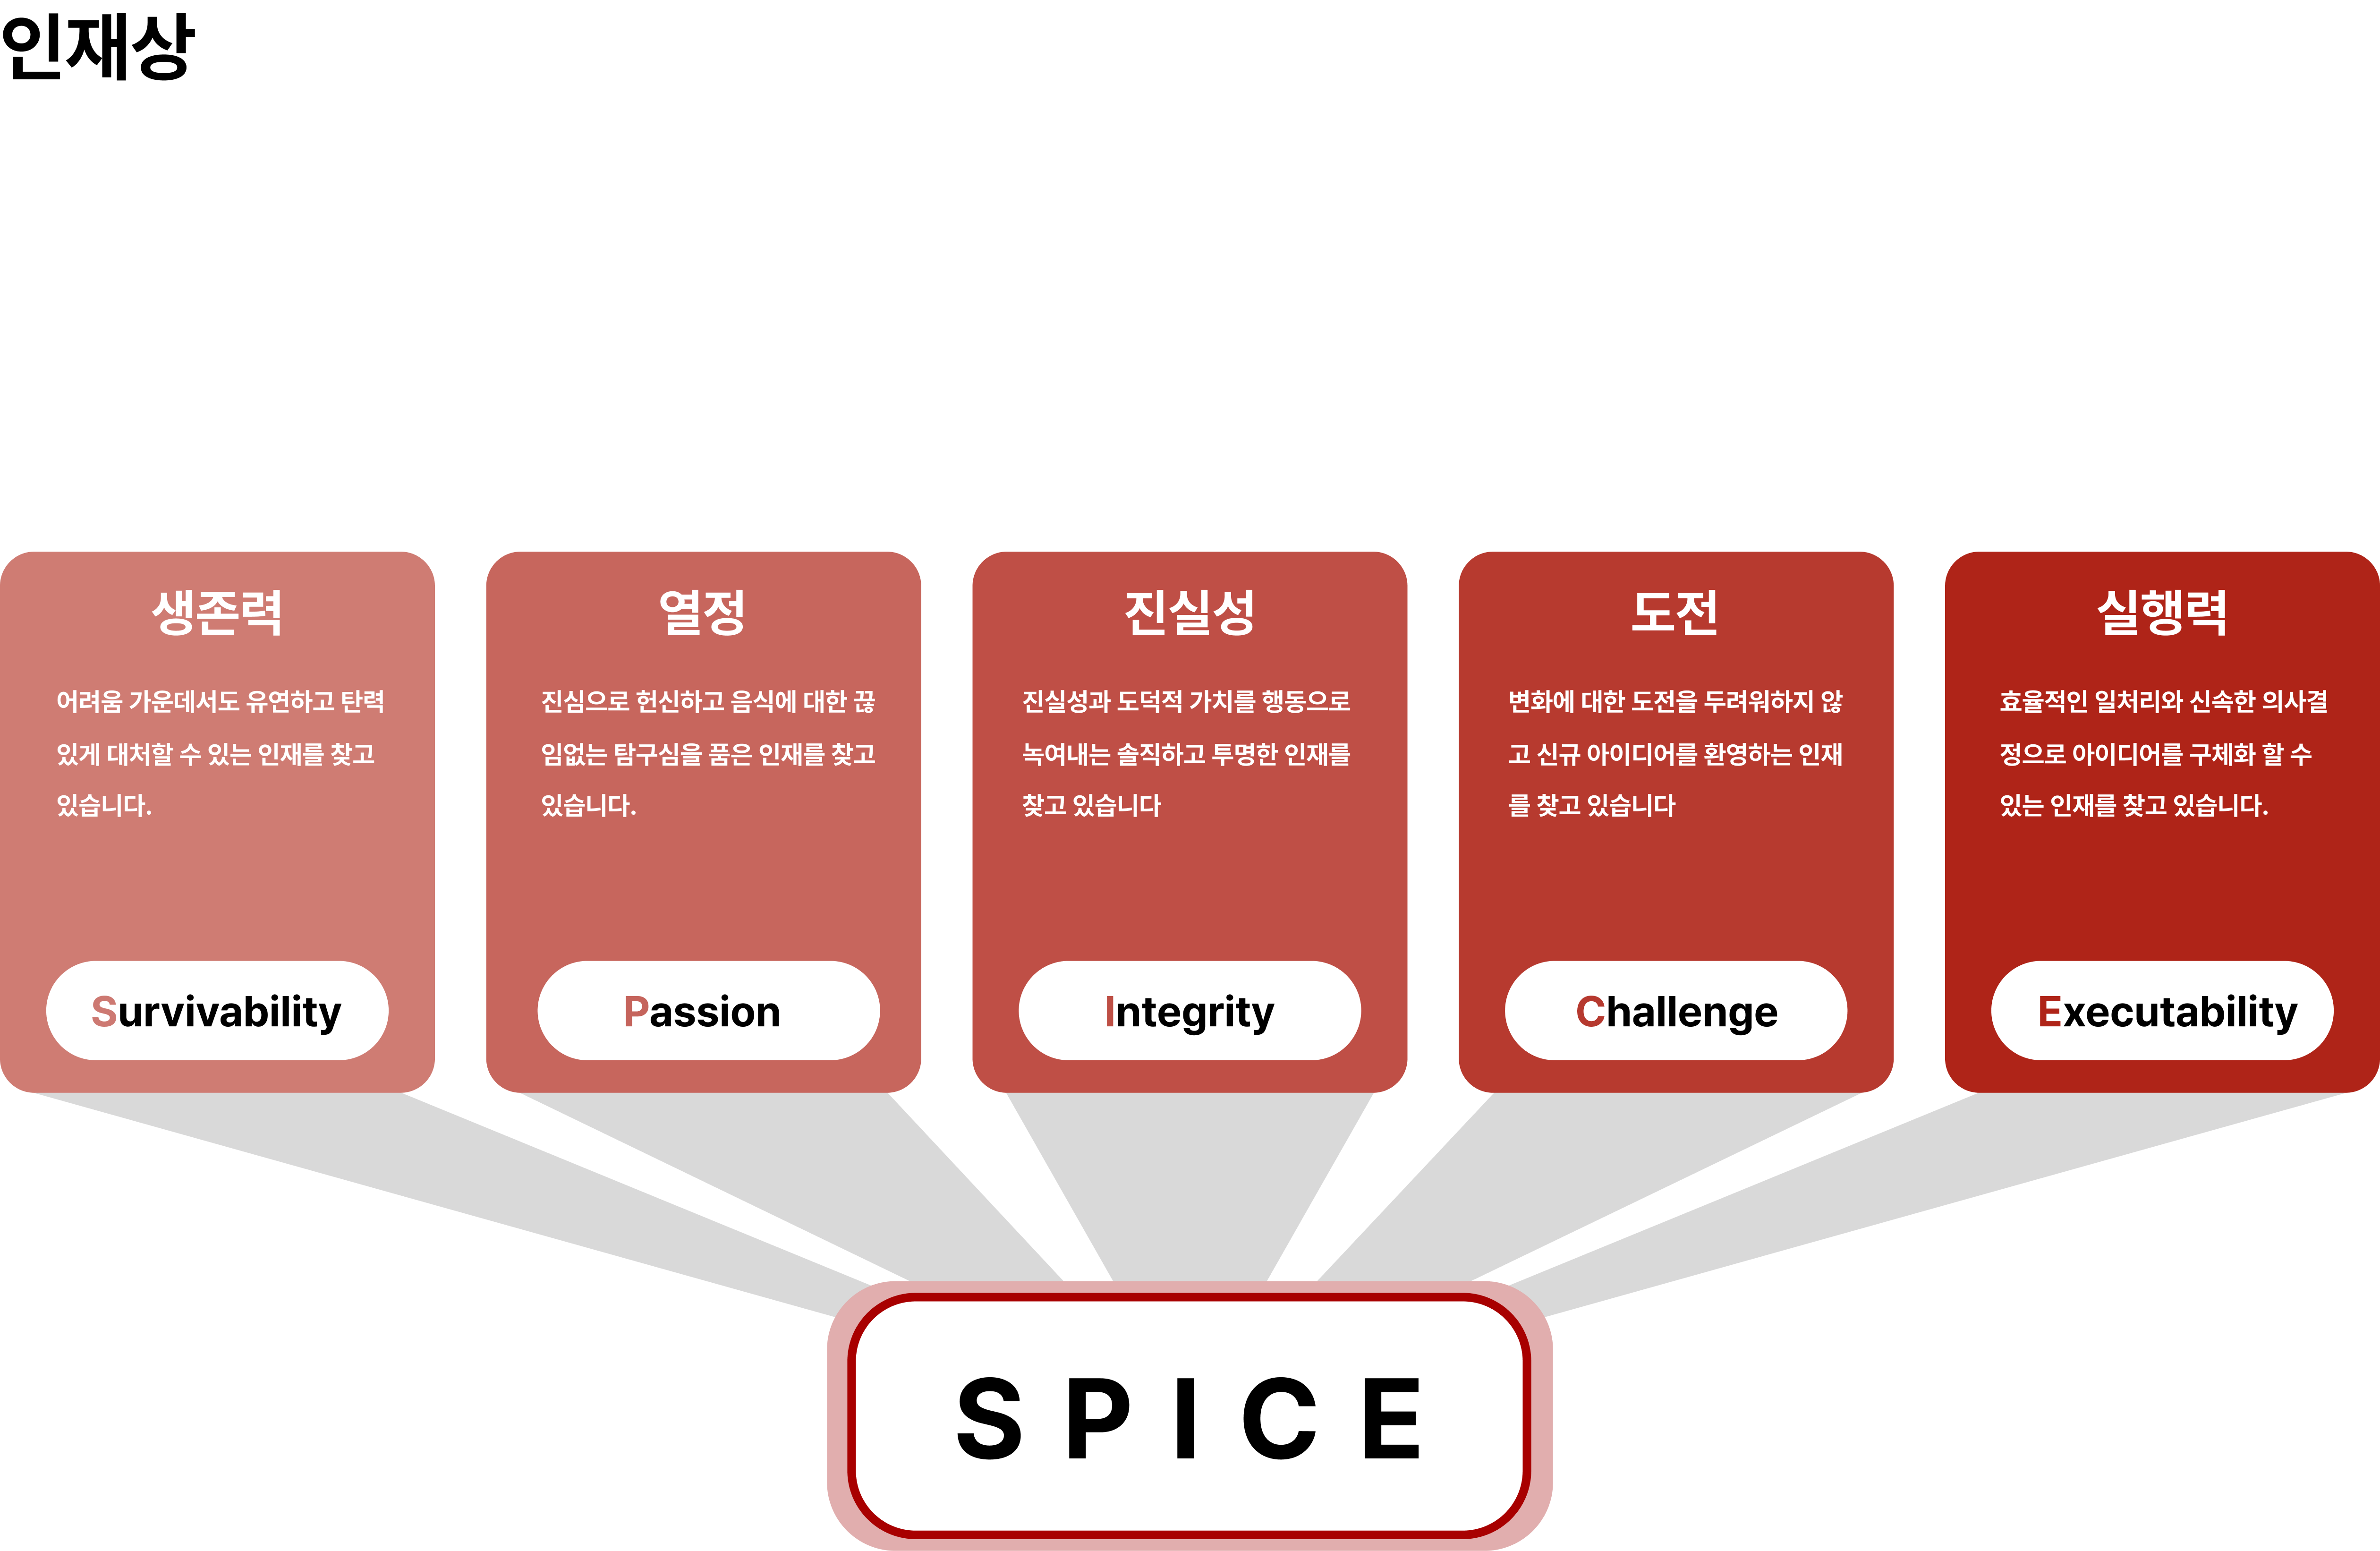 인재상
생존력
어려움 가운데서도 유연하고 탄력
있게 대처할 수 있는 인재를 찾고
있습니다.
Survivability
열정
진심으로 헌신하고 음식에 대한 끊
임없는 탐구심을 품은 인재를 찾고
있습니다.
Passion
진실성
진실성과 도덕적 가치를 행동으로
녹여내는 솔직하고 투명한 인재를
찾고 있습니다
Integrity
도전
변화에 대한 도전을 두려워하지 않
고 신규 아이디어를 환영하는 인재
를 찾고 있습니다
Challenge
실행력
효율적인 일처리와 신속한 의사결
정으로 아이디어를 구체화 할 수
있는 인재를 찾고 있습니다.
Executability
S P I C E